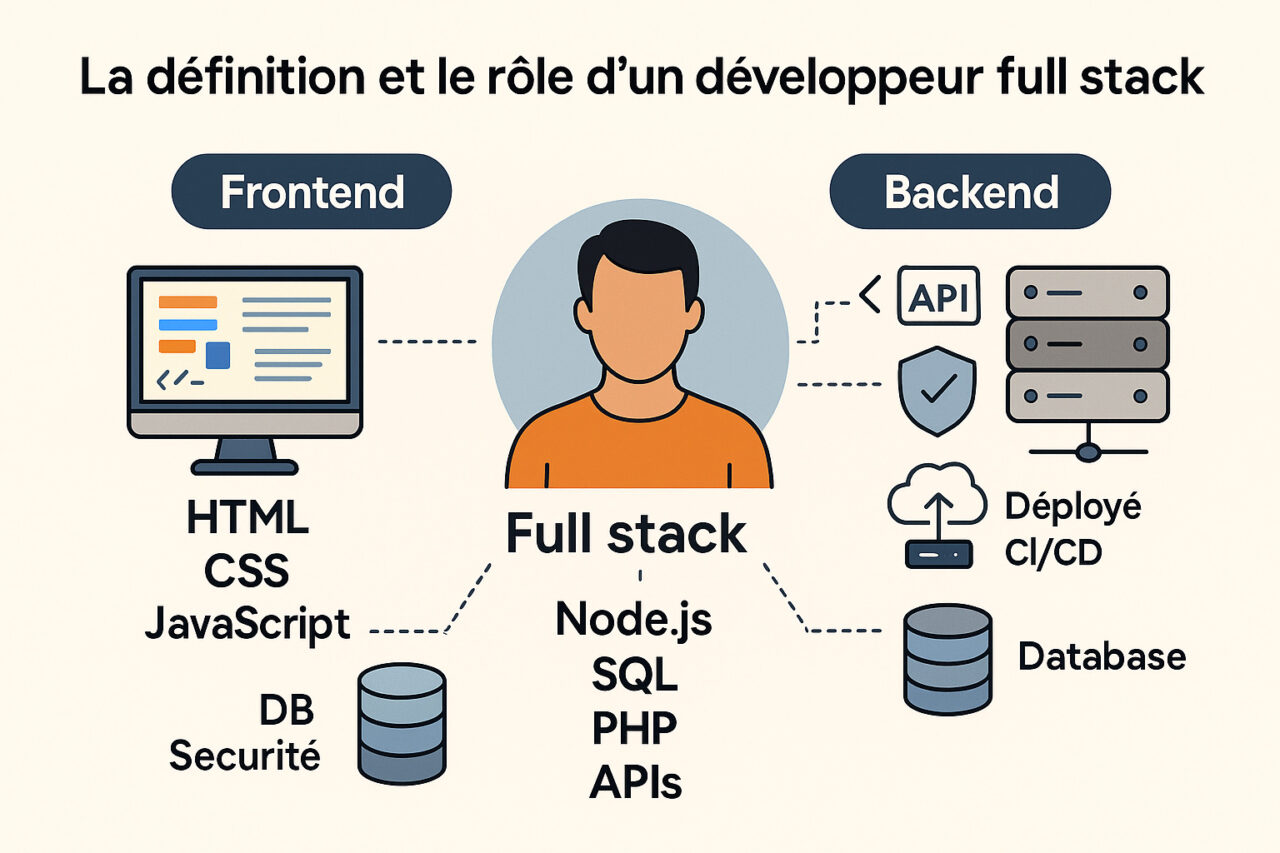 La définition et le rôle d’un développeur full stack
Frontend
Backend
API
HTML
CSS
JavaScript
Full stack
Déployé
CI/CD
Node.js
SQL
PHP
APIs
DB
Securité
Database